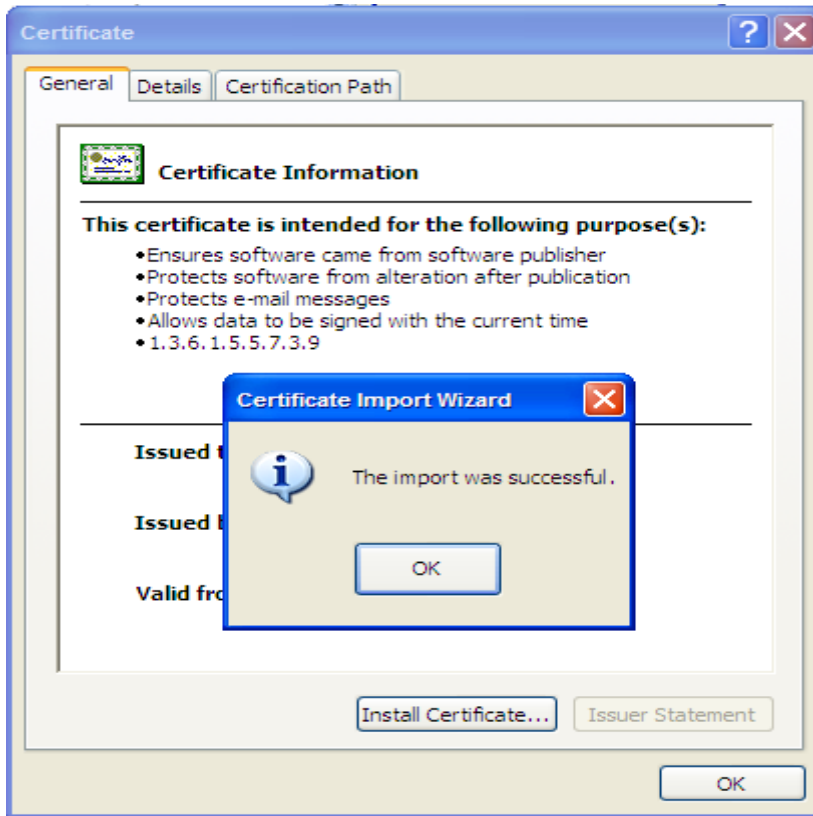 Certificate
General Details Certification Path
Certificate Information
This certificate is intended for the following purpose(s):
•Ensures software came from software publisher
•Protects software from alteration after publication
•Protects e-mail messages
•Allows data to be signed with the current time
•1.3.6.1.5.5.7.3.9
Certificate Import Wizard
The import was successful.
OK
Issued
Issued
Valid
Install Certificate... Issuer Statement
OK